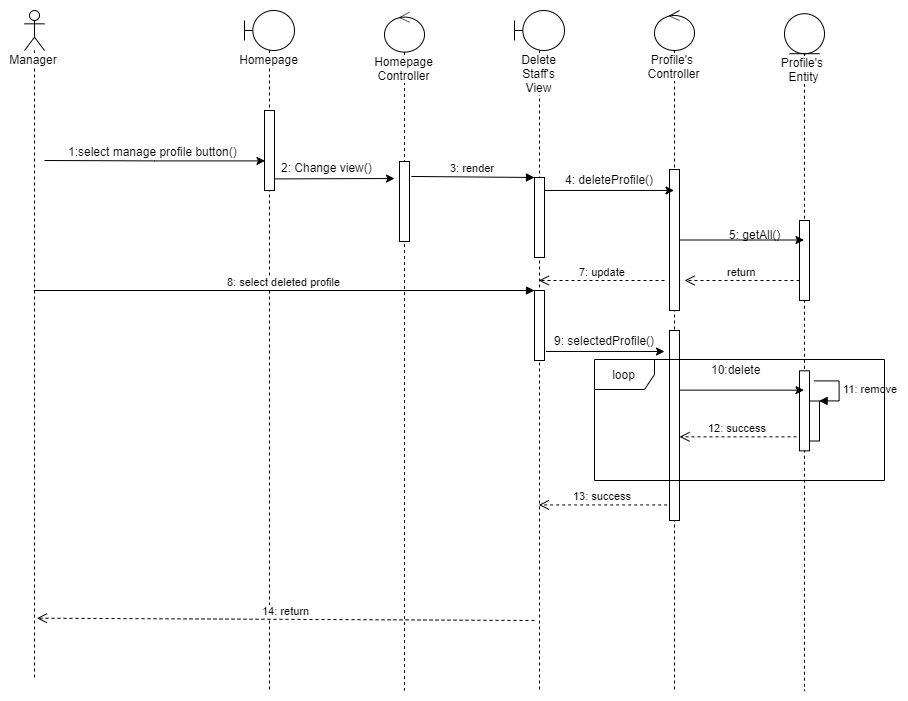 Manager
Homepage
Homepage
Controller
Delete
Staff's
View
Profile's
Controller
Profile's
Entity
1:select manage profile button()
2: Change view()
3: render
4: deleteProfile()
5: getAll()
7: update
return
8: select deleted profile
9: selectedProfile()
loop
10:delete
11: remove
12: success
13: success
14: return